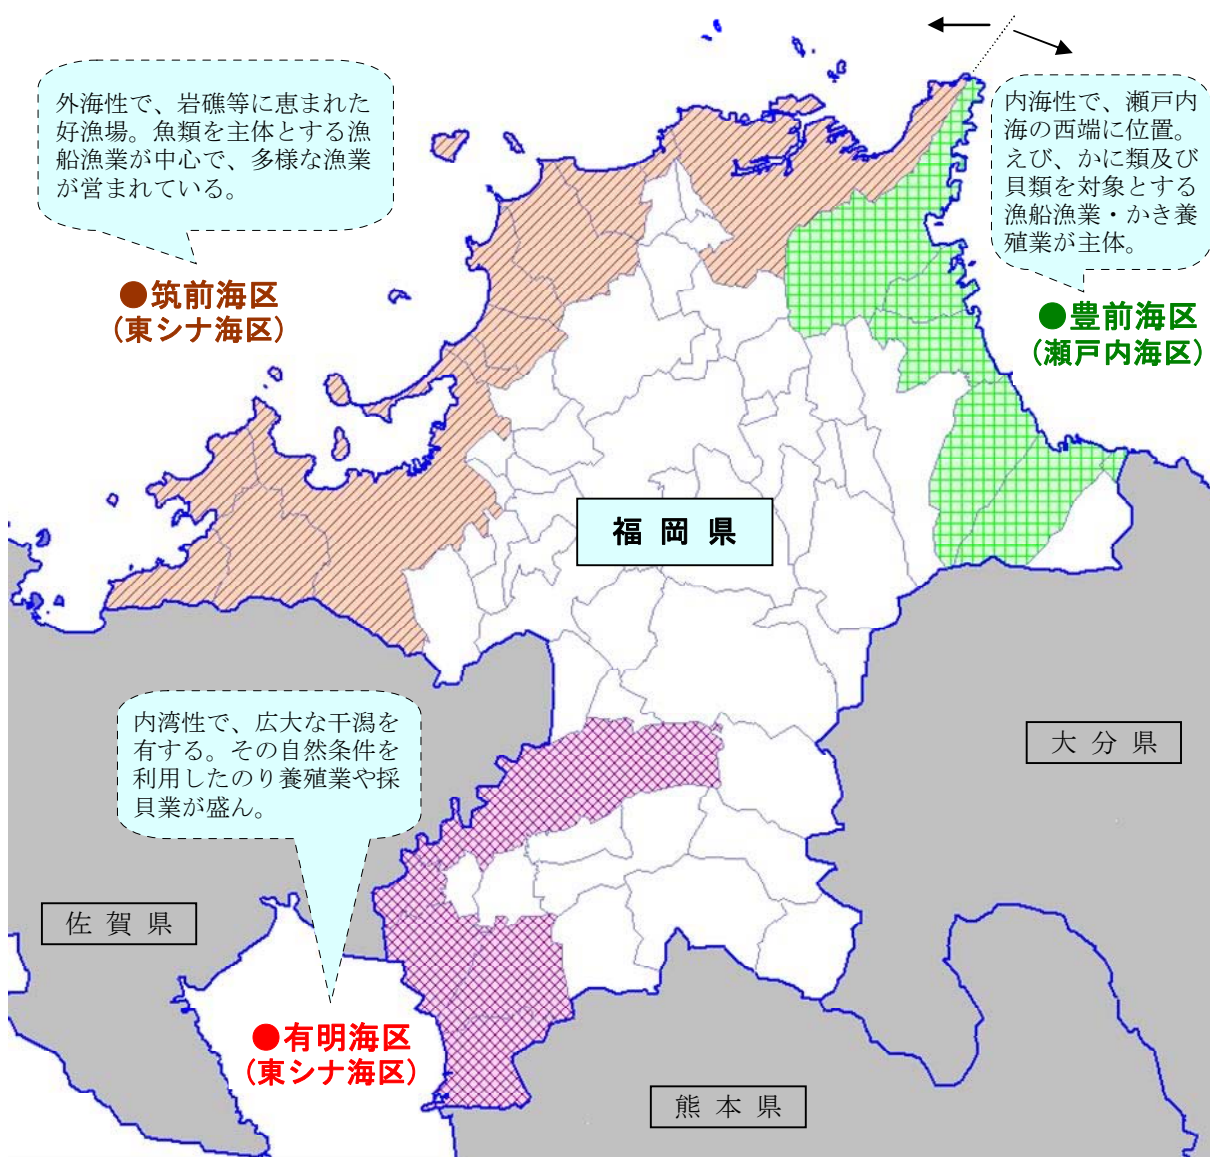 外海性で、岩礁等に恵まれた
好漁場。魚類を主体とする漁
船漁業が中心で、多様な漁業
が営まれている。
●筑前海区
(東シナ海区)
内海性で、瀬戸内
海の西端に位置。
えび、かに類及び
貝類を対象とする
漁船漁業・かき養
殖業が主体。
●豊前海区
(瀬戸内海区)
福岡県
内湾性で、広大な干潟を
有する。その自然条件を
利用したのり養殖業や採
貝業が盛ん。
●有明海区
(東シナ海区)
大分県
佐賀県
熊本県